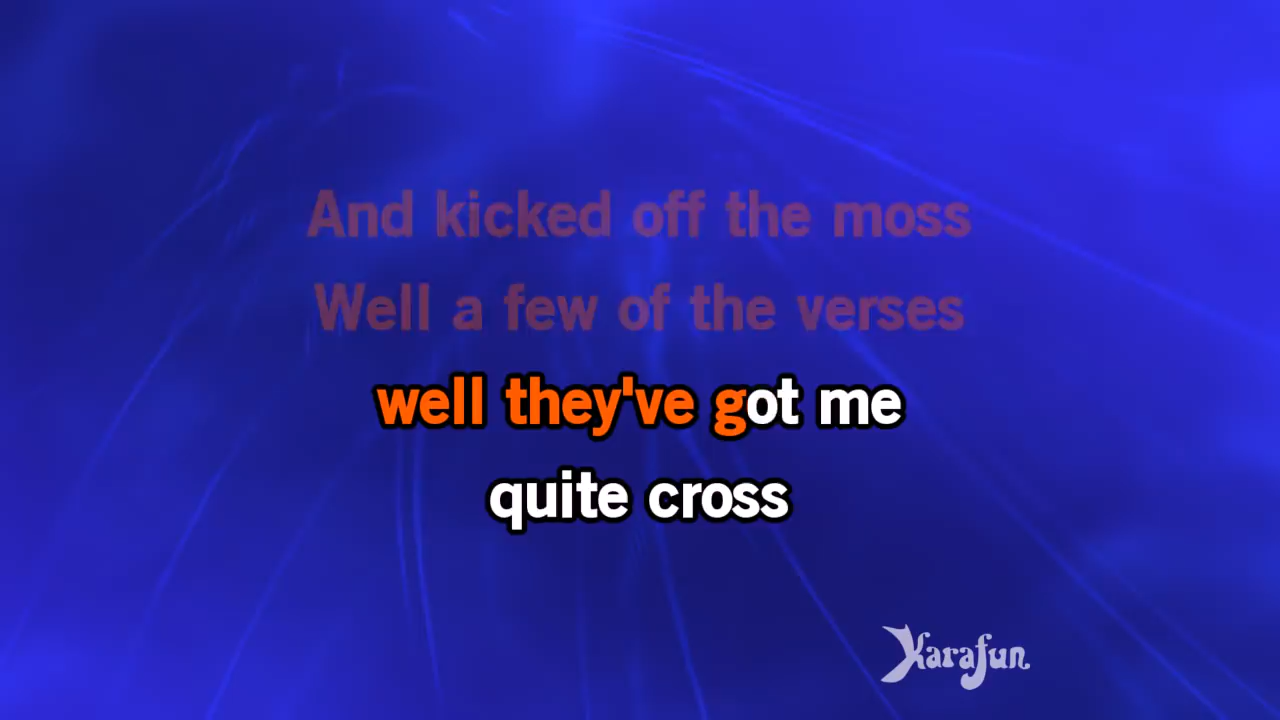 And kicked off the moss
Well a few of the verses
well they've got me
quite cross
Karafun